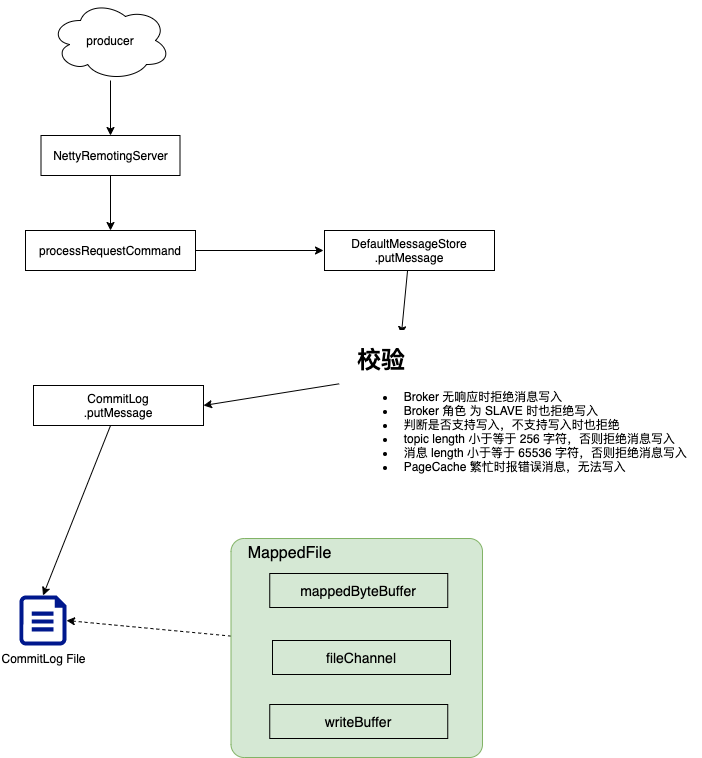 producer
NettyRemotingServer
processRequestCommand
DefaultMessageStore
.putMessage
校验
• Broker 无响应时拒绝消息写入
• Broker 角色 为 SLAVE 时也拒绝写入
• 判断是否支持写入，不支持写入时也拒绝
• topic length 小于等于 256 字符，否则拒绝消息写入
• 消息 length 小于等于 65536 字符，否则拒绝消息写入
• PageCache 繁忙时报错误消息，无法写入
CommitLog
.putMessage
MappedFile
mappedByteBuffer
fileChannel
writeBuffer
CommitLog File